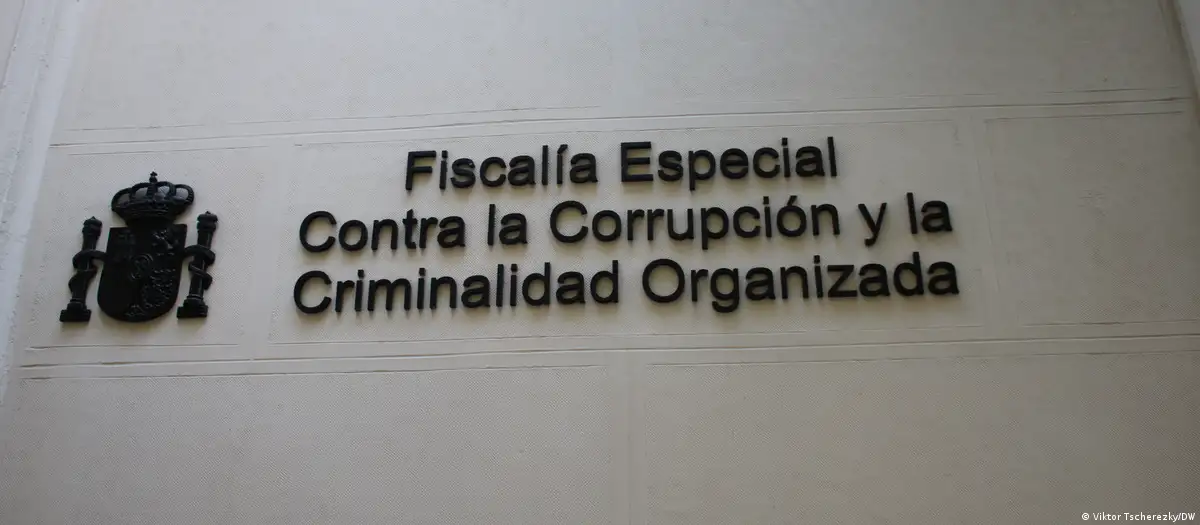 Fiscalía Especial
Contra la Corrupción y la
Criminalidad Organizada
© Viktor Tscherezky/DW